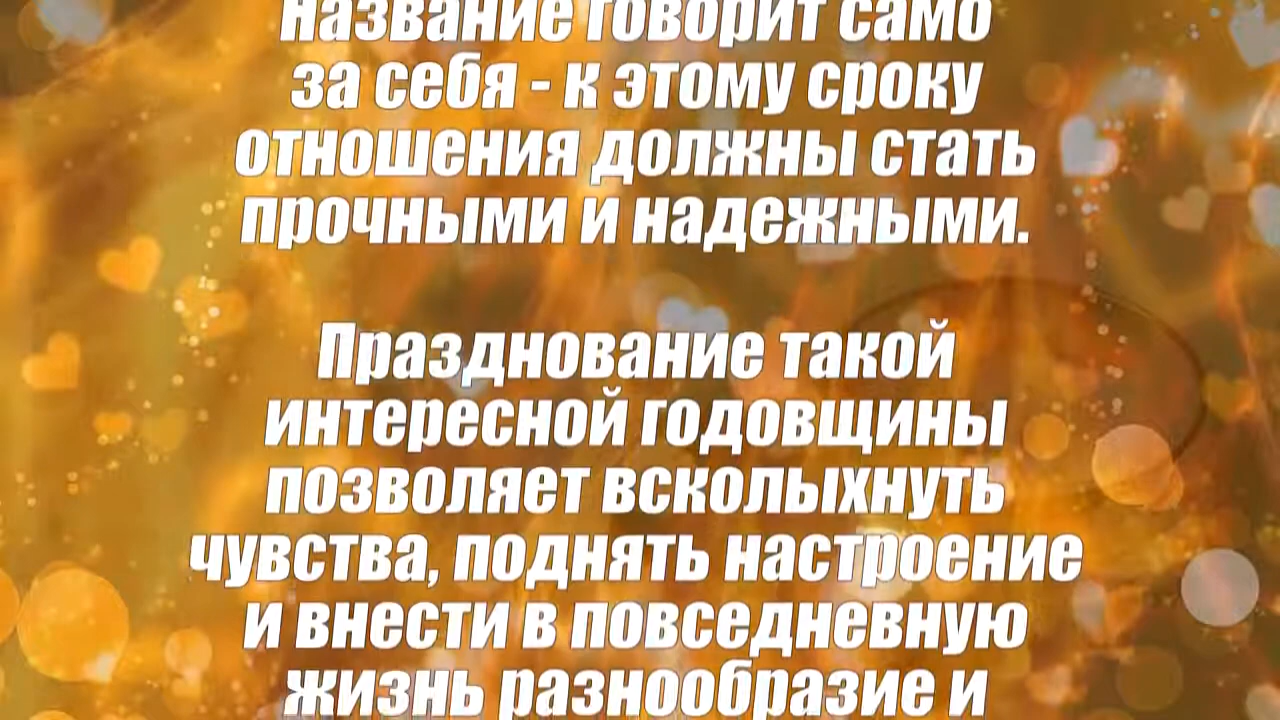 Название говорит само
за себя - к этому сроку
отношения должны стать
прочными и надежными.
Празднование такой
интересной годовщины
позволяет всколыхнуть
чувства, поднять настроение
и внести в повседневную
жизнь разнообразие и